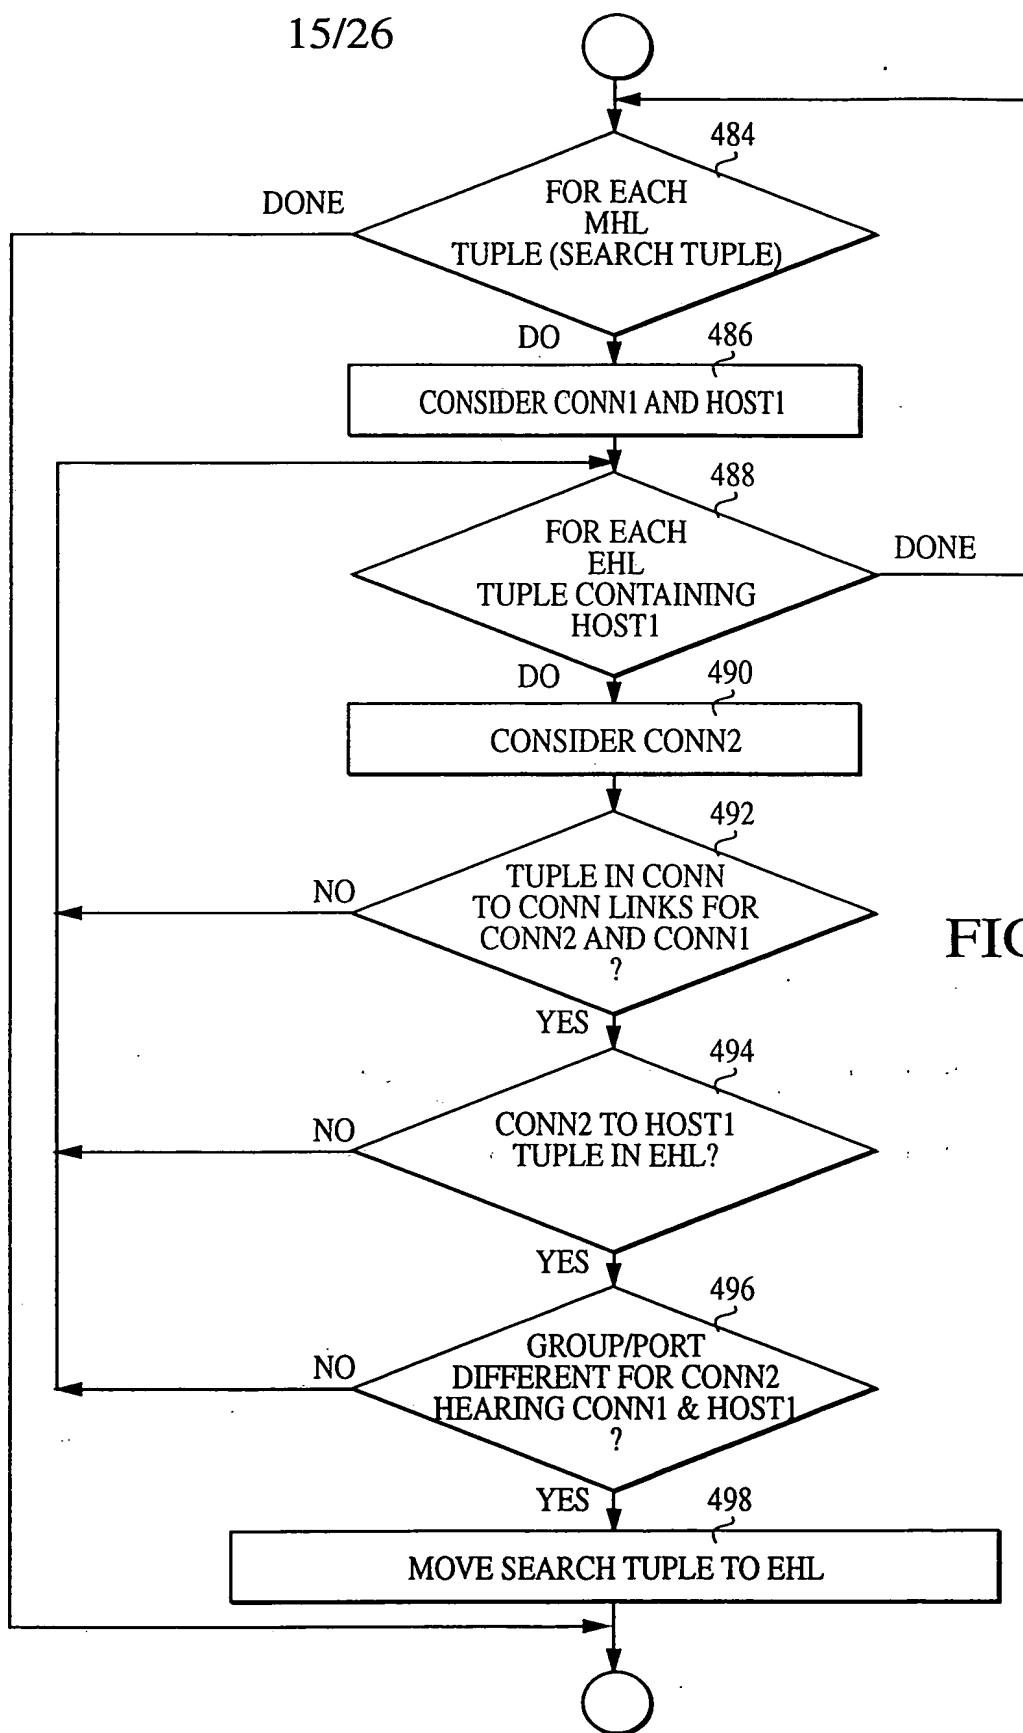 15/26
484
FOR EACH
MHL
TUPLE (SEARCH TUPLE)
DONE
DO
486
CONSIDER CONN1 AND HOST1
488
FOR EACH
EHL
TUPLE CONTAINING
HOST1
DONE
DO
490
CONSIDER CONN2
492
TUPLE IN CONN
TO CONN LINKS FOR
CONN2 AND CONN1
?
NO
FIG
YES
494
CONN2 TO HOST1
TUPLE IN EHL?
NO
YES
496
GROUP/PORT
DIFFERENT FOR CONN2
HEARING CONN1 & HOST1
?
NO
YES
498
MOVE SEARCH TUPLE TO EHL